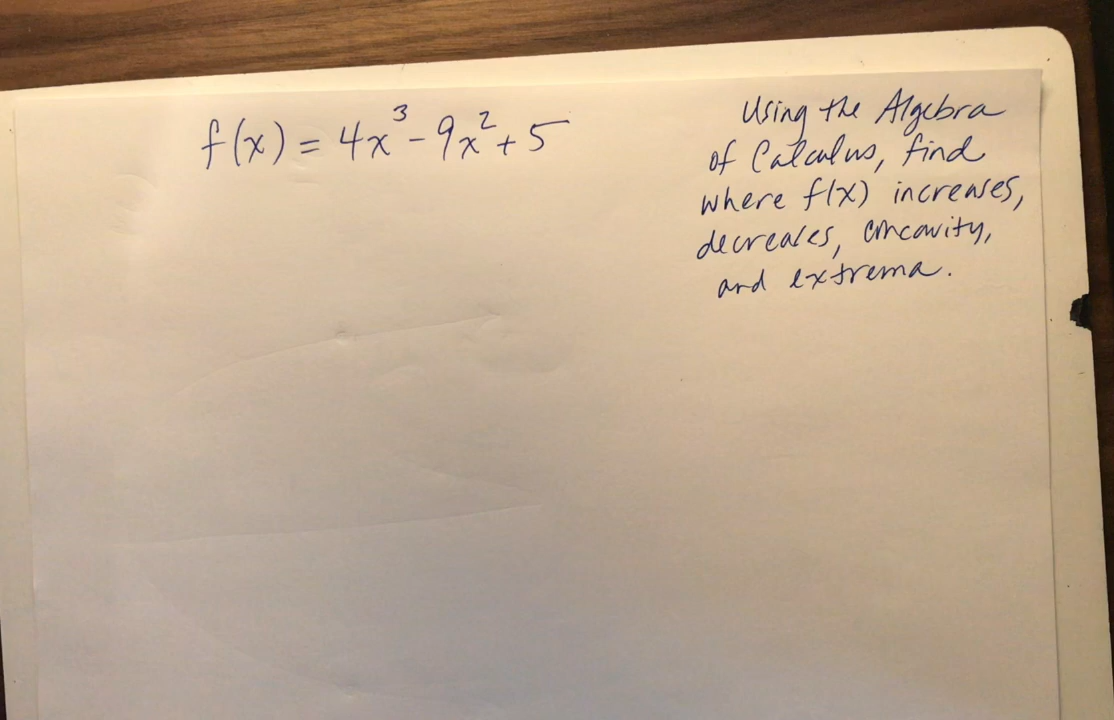 f(x) = 4x³ - 9x² + 5
Using the Algebra
of Calculus, find
where f(x) increases,
decreases, concavity,
and extrema.